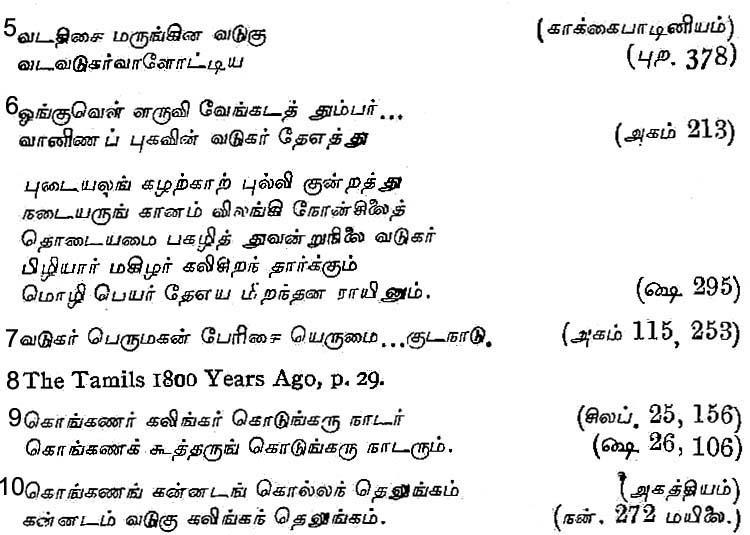 5வடதிசை மருங்கின வடுகு (காக்கைபாடினியம்)
வடவடுகர்வாளோட்டிய (புற. 378)
6ஒங்குவெள் ளருவி வேங்கடத் தும்பர்...
வானிணப் புகவின் வடுகர் தேஎத்து (அகம் 213)
புடையலங் கழற்காற் புல்லி குன்றத்து
நடையருங் கானம் விலங்கி நோன்சிலைத்
தொடையமை பகழித் துவன்றுநிலை வடுகர்
பிழியார் மகிழர் கலிசிறந் தார்க்கும்
மொழி பெயர் தேஎய மிறந்தன ராயினும். (ஷை 295)
7வடுகர் பெருமகன் பேரிசை யெருமை...குடநாடு. (அகம் 115, 253)
8 The Tamils 1800 Years Ago, p. 29.
9கொங்கணர் கலிங்கர் கொடுங்கரு நாடர் (சிலப். 25, 156)
கொங்கணக் கூத்தருங் கொடுங்கரு நாடரும். (ஷை 26, 106)
10கொங்கணங் கன்னடங் கொல்லந் தெலுங்கம் (அகத்தியம்)
கன்னடம் வடுகு கலிங்கந் தெலுங்கம். (நன். 272 மயிலை.)